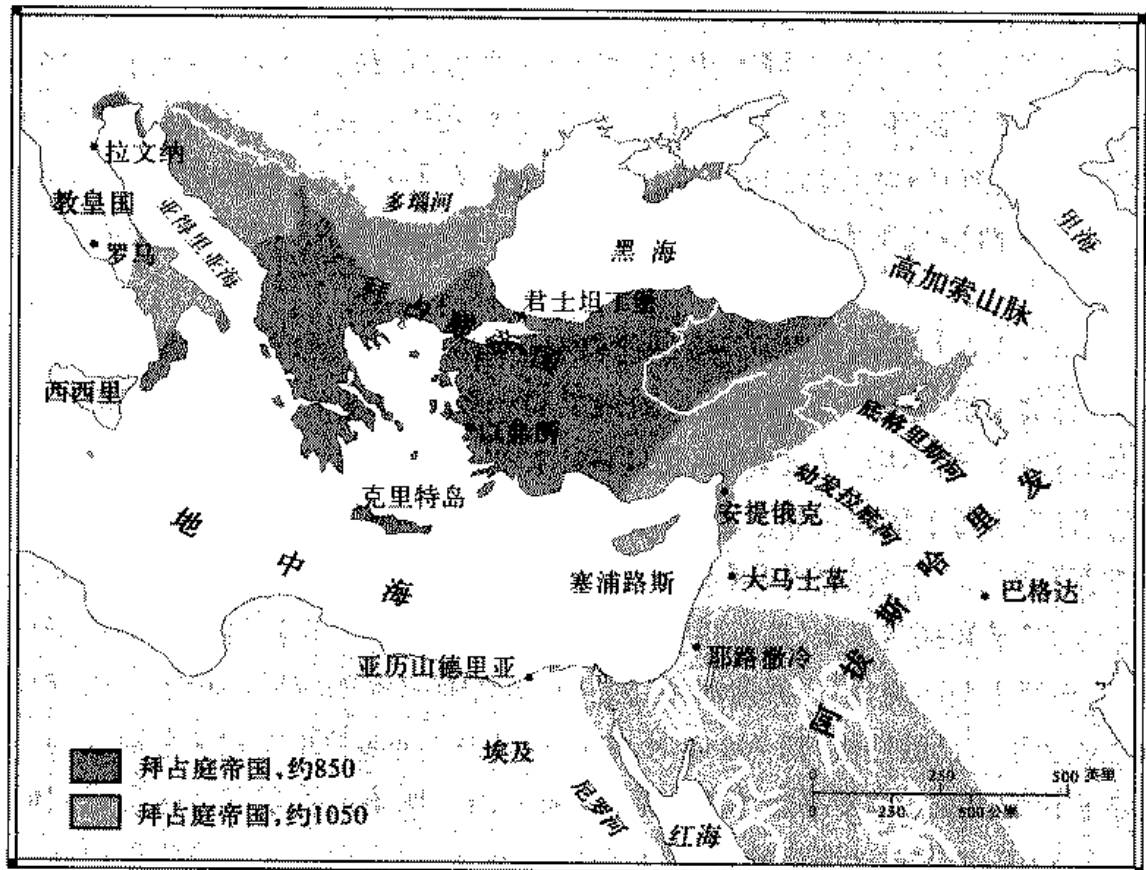 拉文纳
教皇国
亚得里亚海
多瑙河
罗马
黑海
里海
高加索山脉
君士坦丁堡
西西里
克里特岛
底格里斯河
幼发拉底河
安提俄克
地中海
塞浦路斯
大马士革
巴格达
阿拔斯哈里发
耶路撒冷
亚历山德里亚
埃及
尼罗河
红海
拜占庭帝国,约850
拜占庭帝国,约1050
0 250 500 英里
0 250 500公里